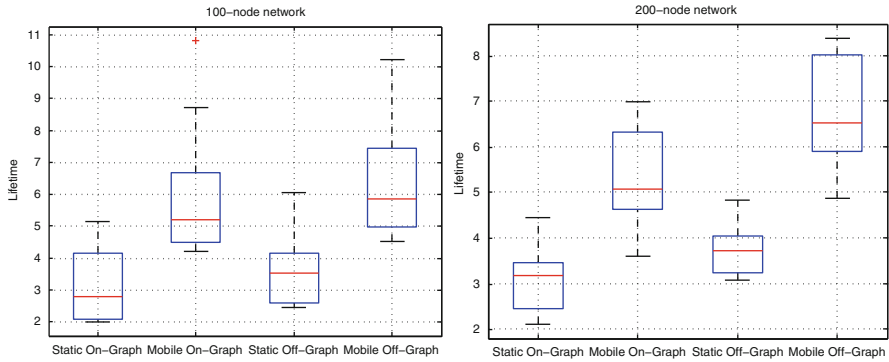 100-node network
Lifetime
11
10
9
8
7
6
5
4
3
2
Static On-Graph Mobile On-Graph Static Off-Graph Mobile Off-Graph
200-node network
Lifetime
8
7
6
5
4
3
2
Static On-Graph Mobile On-Graph Static Off-Graph Mobile Off-Graph